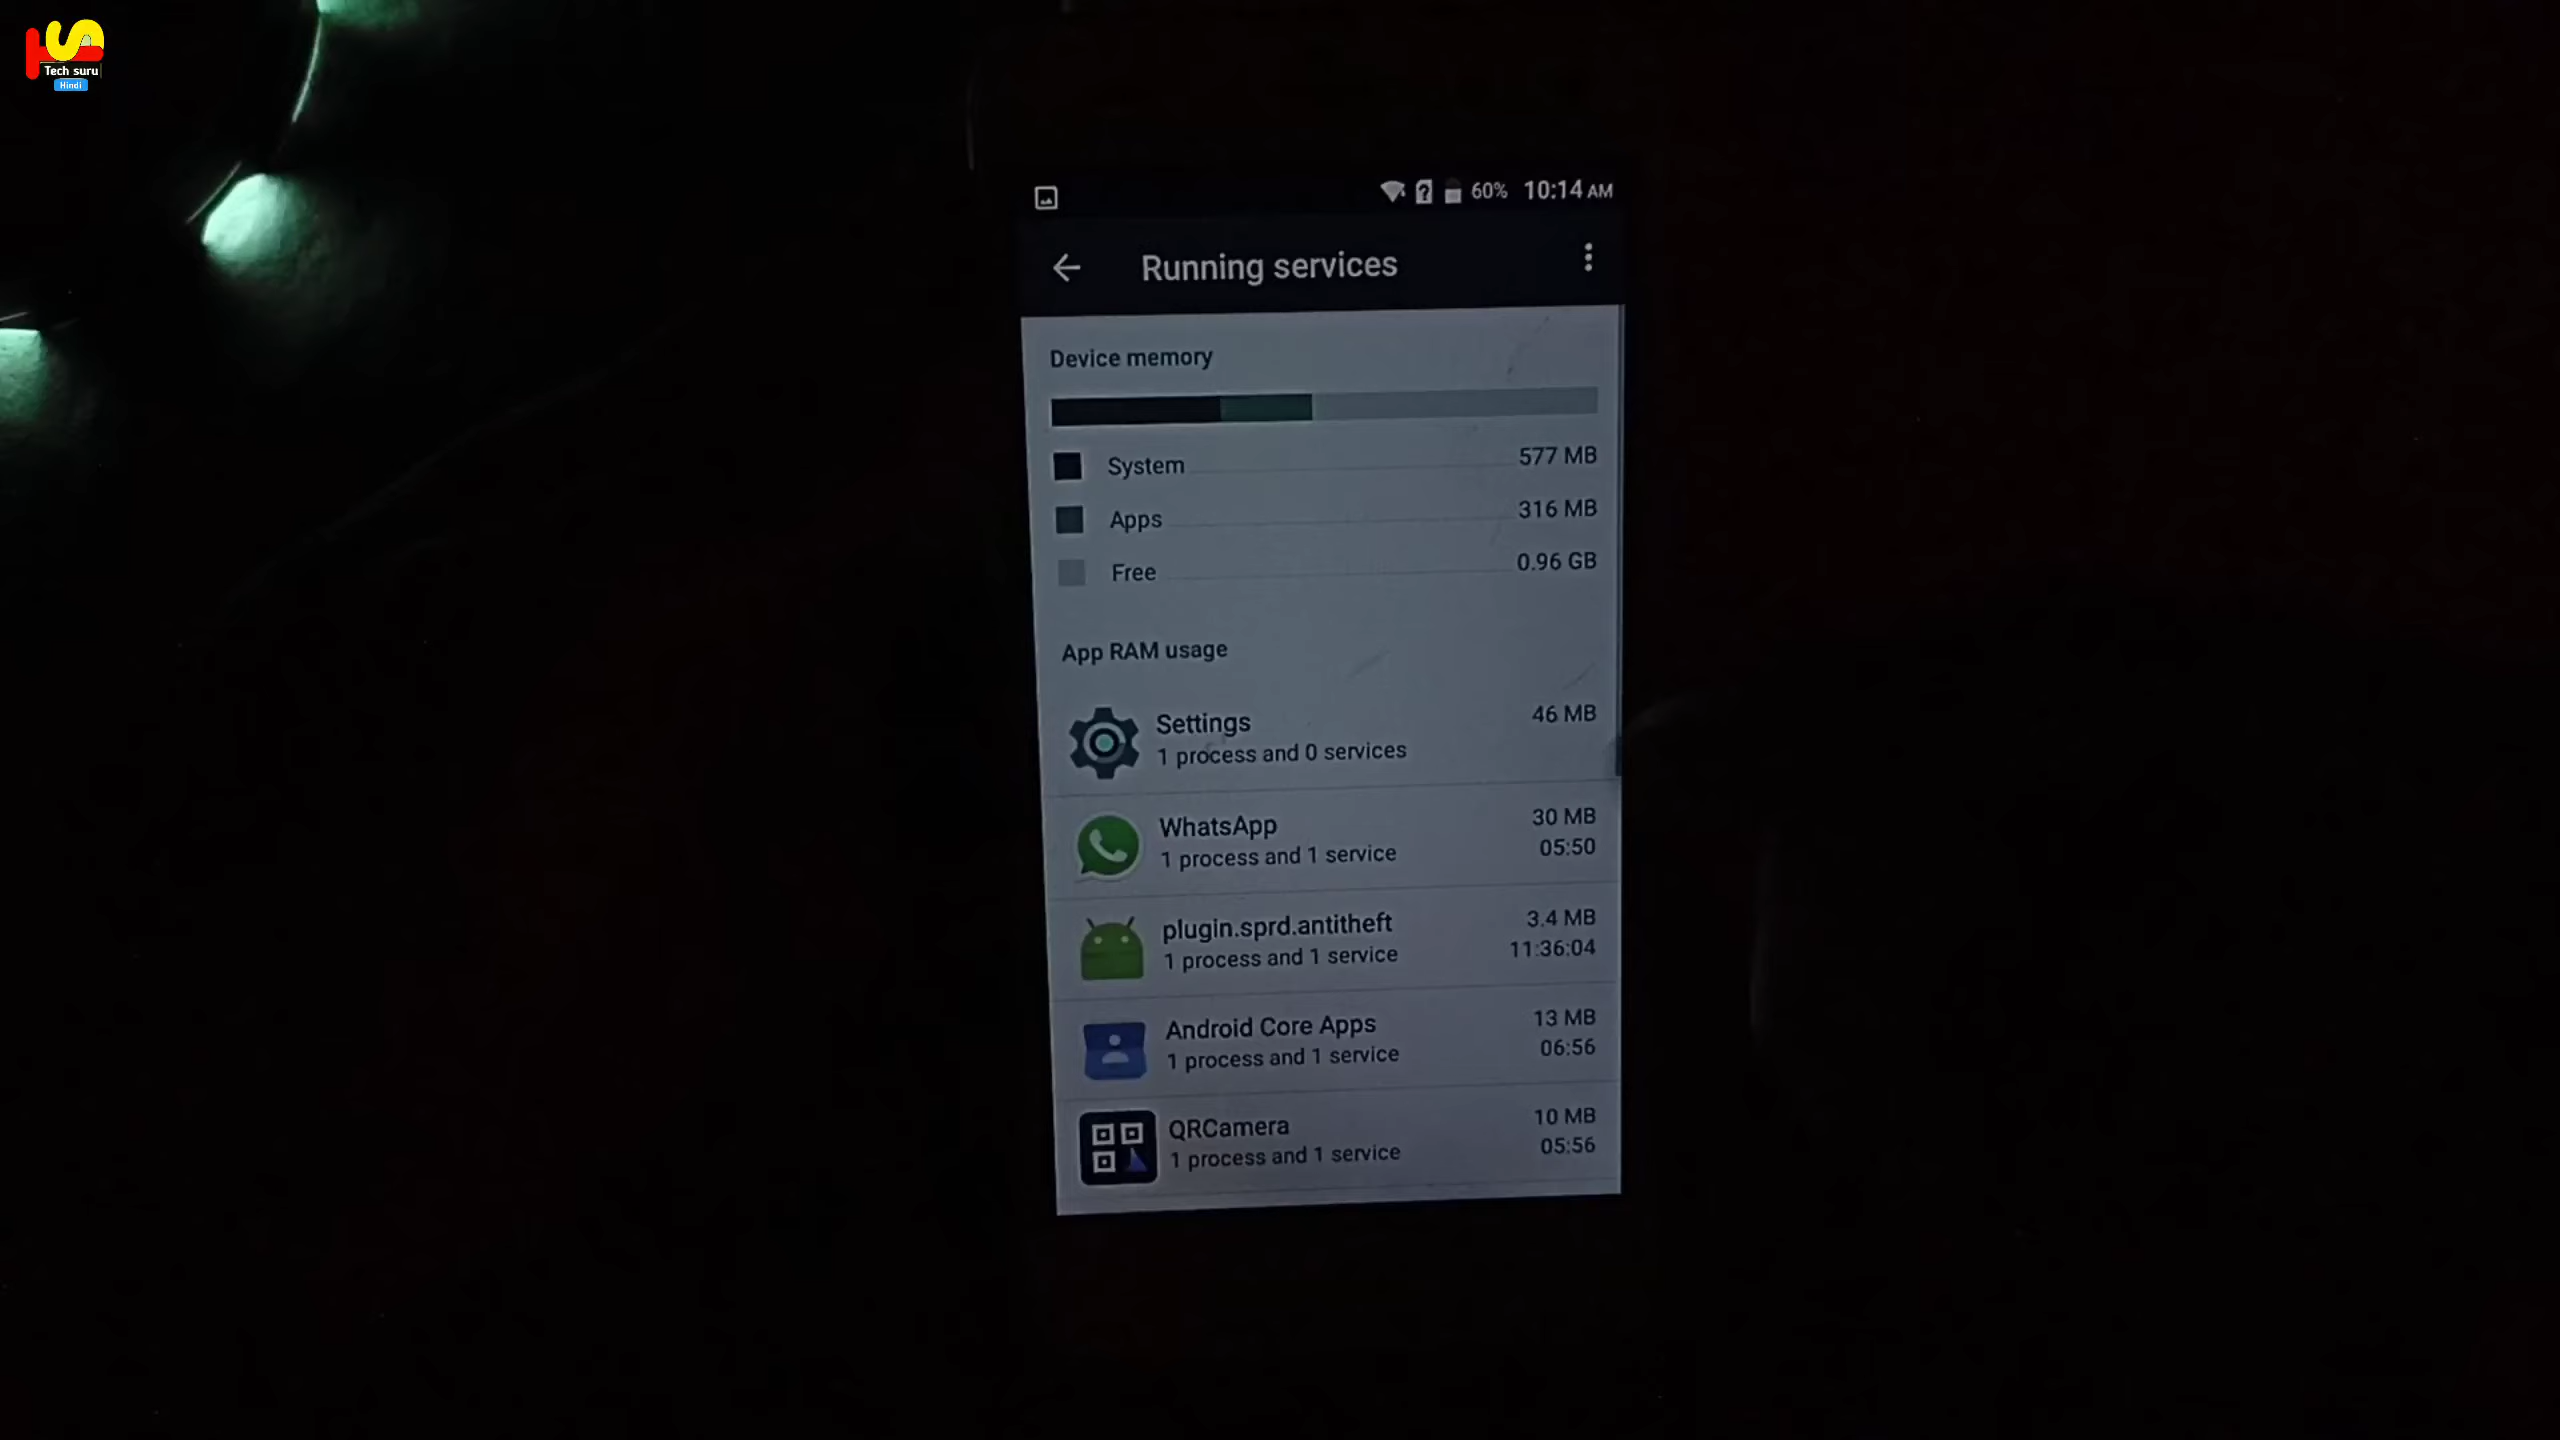 Tech suru
Hindi
60% 10:14 AM
Running services
Device memory
System 577 MB
Apps 316 MB
Free 0.96 GB
App RAM usage
Settings 46 MB
1 process and 0 services
WhatsApp 30 MB
1 process and 1 service 05:50
plugin.sprd.antitheft 3.4 MB
1 process and 1 service 11:36:04
Android Core Apps 13 MB
1 process and 1 service 06:56
QRCamera 10 MB
1 process and 1 service 05:56